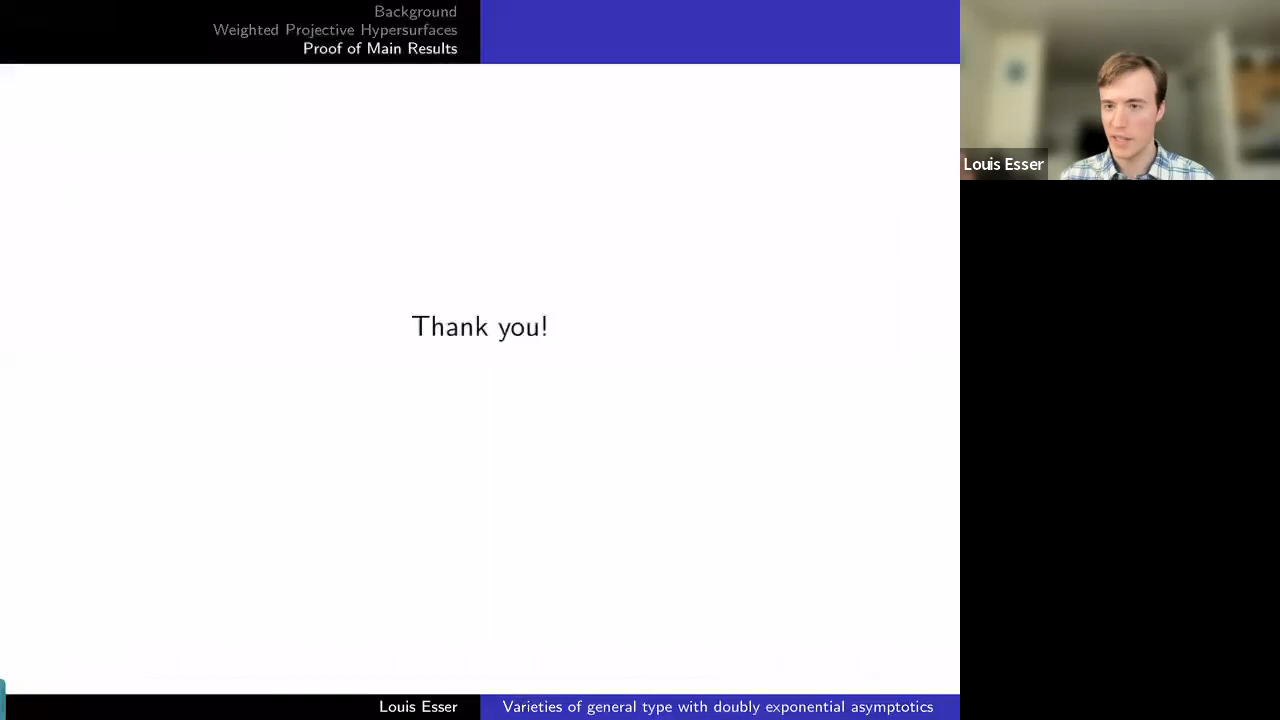 Background
Weighted Projective Hypersurfaces
Proof of Main Results
Louis Esser
Thank you!
Louis Esser
Varieties of general type with doubly exponential asymptotics